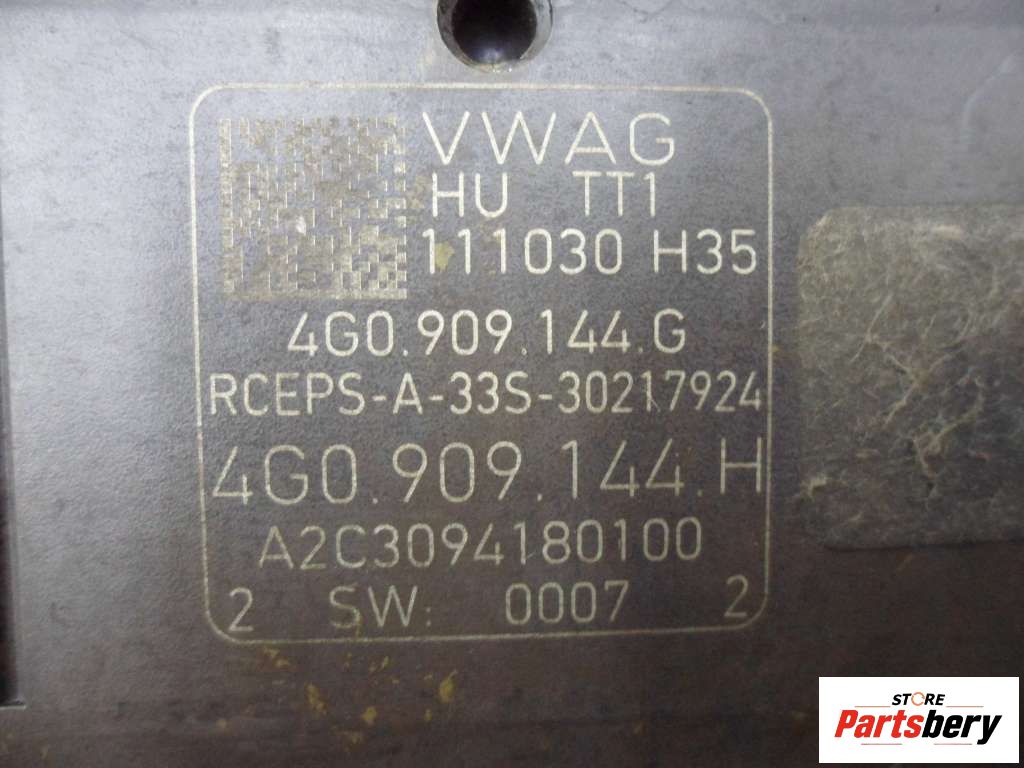 VWAG
HU TT1
111030 H35
4G0.909.144.G
RCEPS-A-33S-30217924
4G0.909.144.H
A2C3094180100
2 SW: 0007 2
STORE
Partsbery